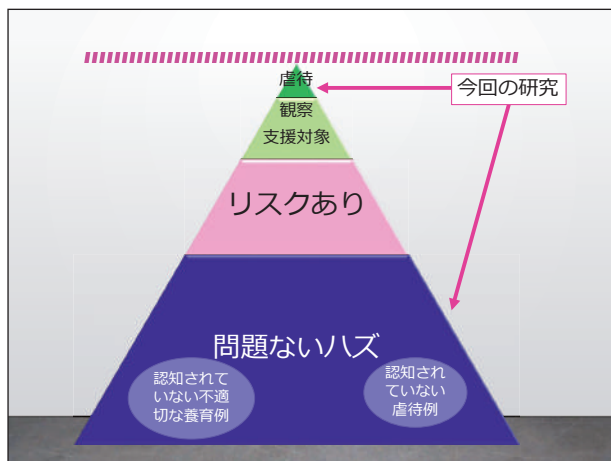 虐待
今回の研究
観察
支援対象
リスクあり
問題ないハズ
認知されて
いない不適
切な養育例
認知され
ていない
虐待例